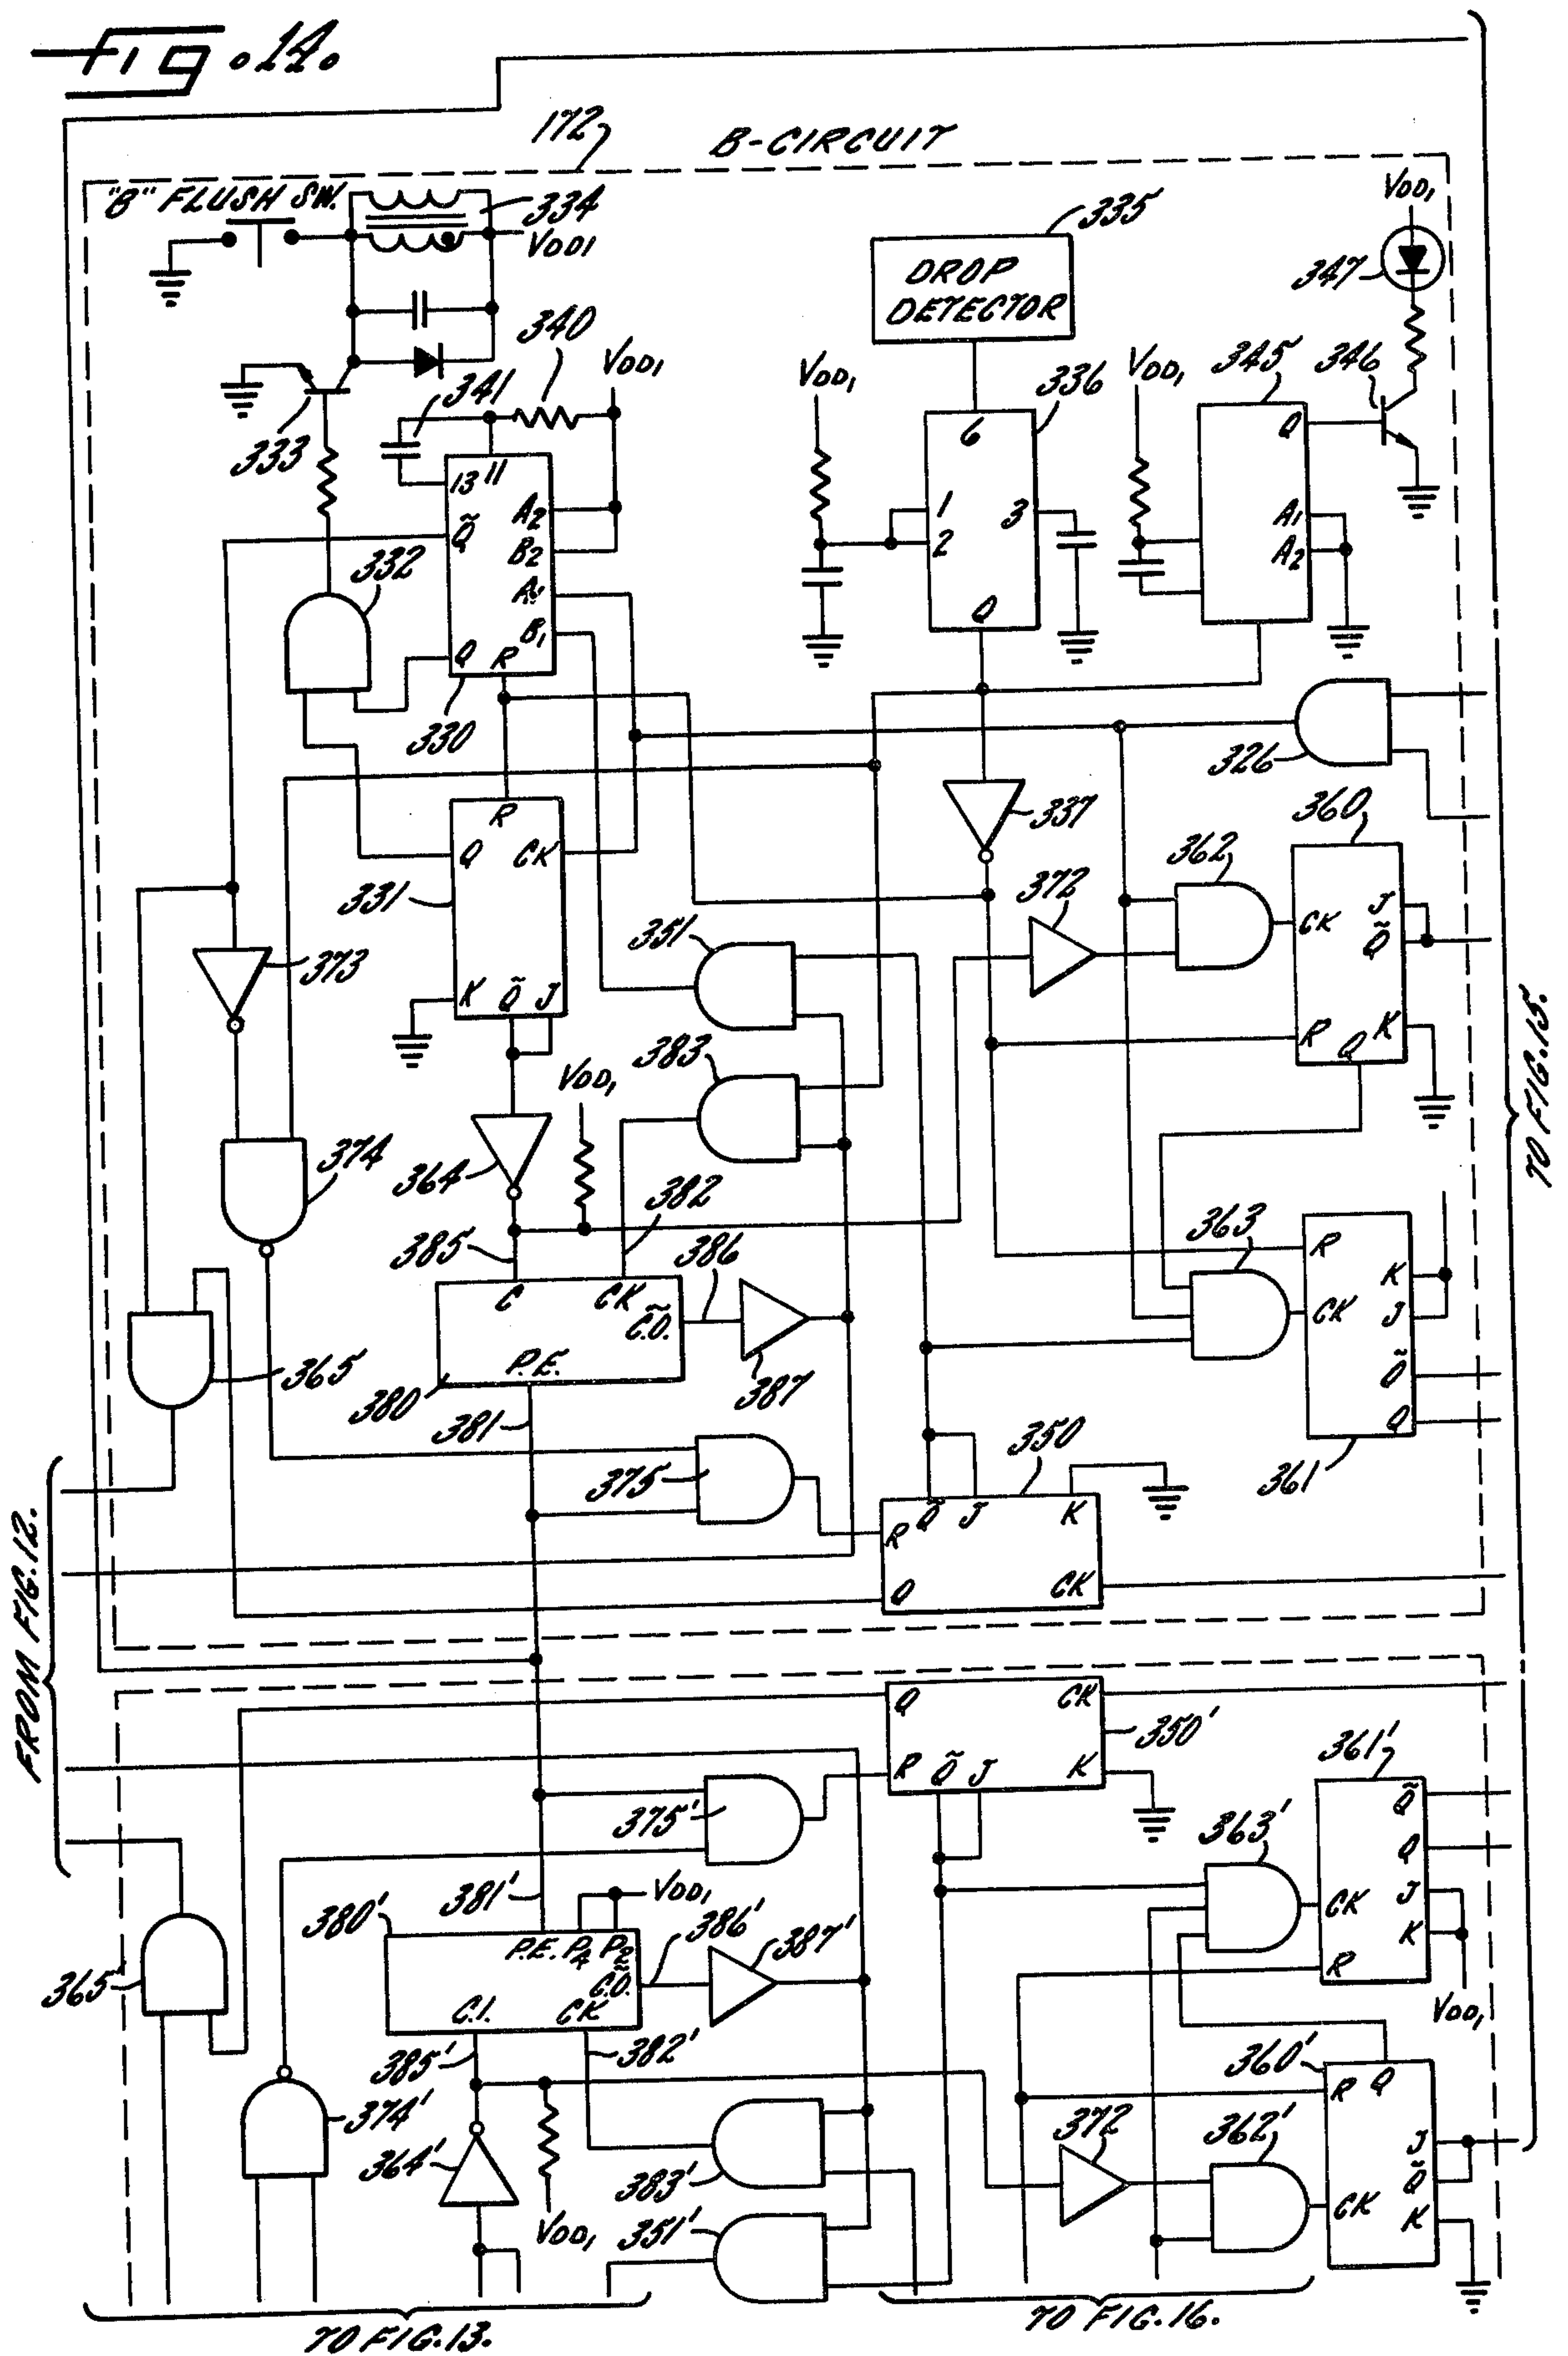 fig. 14.
172
B-CIRCUIT
"B" FLUSH SW.
334
VDD1
335
DROP
DETECTOR
VDD1
347
340
341
VDD1
VDD1
336
VDD1
345
346
333
13 11
A2
Q̃
B2
A1
B1
Q R
330
332
6
1
2
3
Q
Q
A1
A2
326
R
Q CK
331
K Q̃ J
337
360
362
372
CK
J
Q̃
R Q K
351
373
383
VDD1
374
364
382
385
386
363
R
K
CK
J
Q̃
Q
361
C CK
C̃.O.
P.E.
380
387
365
381
375
350
R Q̃ J K
Q CK
FROM FIG. 12.
TO FIG. 15.
Q CK
350'
R Q̃ J K
361'
Q̃
Q
J
CK
K
R
VDD1
363'
375'
381'
VDD1
380'
P.E. P4 P2
C̃.O.
C.I. CK
386'
387'
365'
385'
382'
374'
364'
VDD1
383'
351'
360'
R Q
J
Q̃
CK
K
372
362'
TO FIG. 13.
TO FIG. 16.